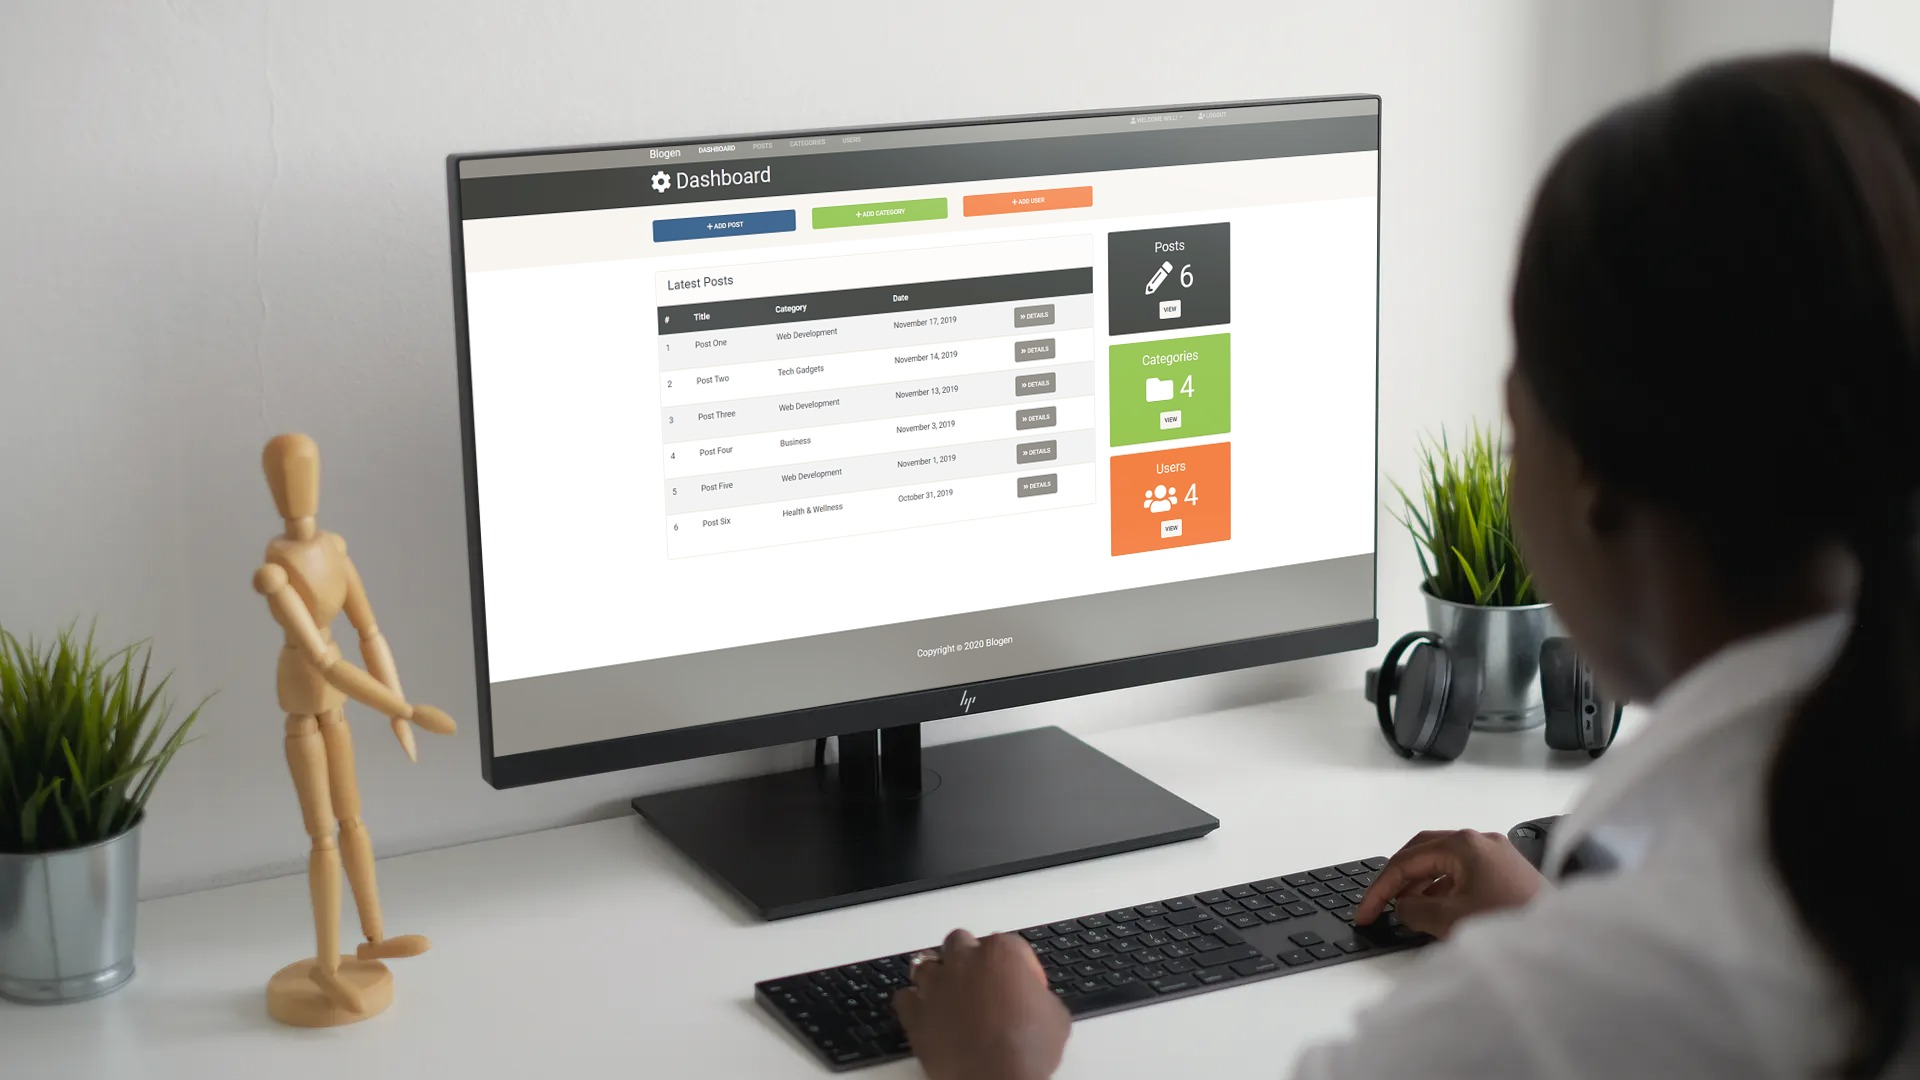 Blogen DASHBOARD POSTS CATEGORIES USERS WELCOME WILL! LOGOUT
Dashboard
+ ADD POST + ADD CATEGORY + ADD USER
Latest Posts
# Title Category Date
1 Post One Web Development November 17, 2019 » DETAILS
2 Post Two Tech Gadgets November 14, 2019 » DETAILS
3 Post Three Web Development November 13, 2019 » DETAILS
4 Post Four Business November 3, 2019 » DETAILS
5 Post Five Web Development November 1, 2019 » DETAILS
6 Post Six Health & Wellness October 31, 2019 » DETAILS
Posts
6
VIEW
Categories
4
VIEW
Users
4
VIEW
Copyright © 2020 Blogen
hp